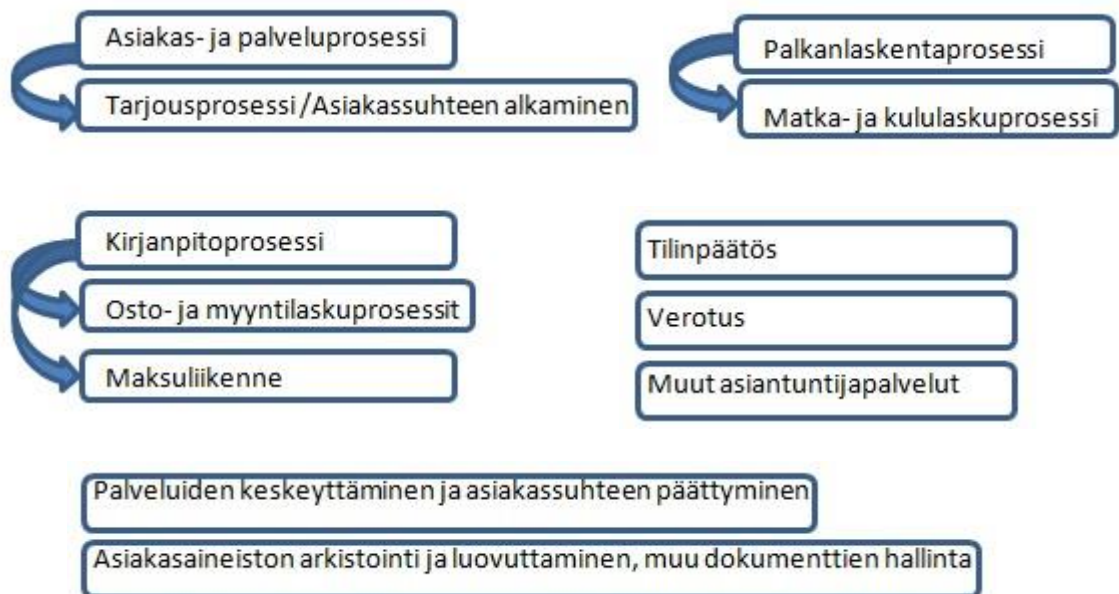 Asiakas- ja palveluprosessi
Tarjousprosessi /Asiakassuhteen alkaminen
Palkanlaskentaprosessi
Matka- ja kululaskuprosessi
Kirjanpitoprosessi
Osto- ja myyntilaskuprosessit
Maksuliikenne
Tilinpäätös
Verotus
Muut asiantuntijapalvelut
Palveluiden keskeyttäminen ja asiakassuhteen päättyminen
Asiakasaineiston arkistointi ja luovuttaminen, muu dokumenttien hallinta